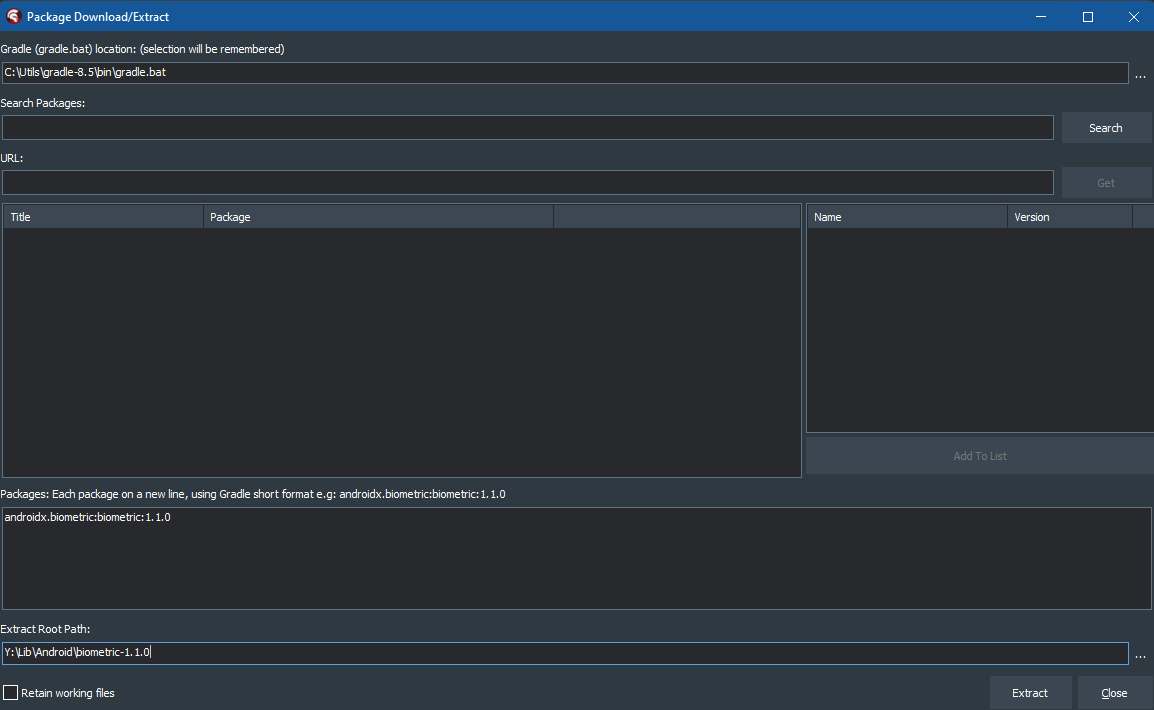 Package Download/Extract
Gradle (gradle.bat) location: (selection will be remembered)
C:\Utils\gradle-8.5\bin\gradle.bat
...
Search Packages:
Search
URL:
Get
Title Package
Name Version
Add To List
Packages: Each package on a new line, using Gradle short format e.g: androidx.biometric:biometric:1.1.0
androidx.biometric:biometric:1.1.0
Extract Root Path:
Y:\Lib\Android\biometric-1.1.0
...
Retain working files
Extract
Close